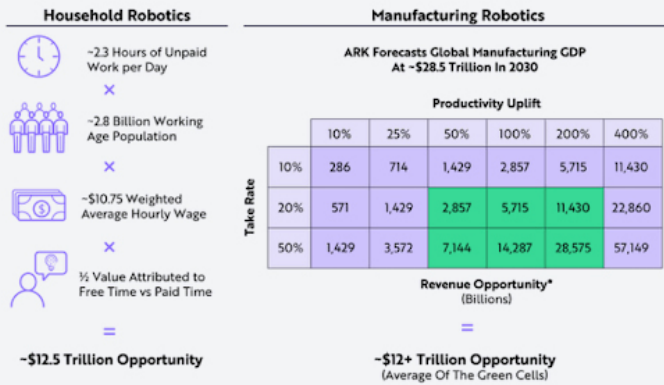 Household Robotics
~2.3 Hours of Unpaid
Work per Day
×
~2.8 Billion Working
Age Population
×
~$10.75 Weighted
Average Hourly Wage
×
½ Value Attributed to
Free Time vs Paid Time
=
~$12.5 Trillion Opportunity
Manufacturing Robotics
ARK Forecasts Global Manufacturing GDP
At ~$28.5 Trillion In 2030
Productivity Uplift
10% 25% 50% 100% 200% 400%
Take Rate
10% 286 714 1,429 2,857 5,715 11,430
20% 571 1,429 2,857 5,715 11,430 22,860
50% 1,429 3,572 7,144 14,287 28,575 57,149
Revenue Opportunity*
(Billions)
=
~$12+ Trillion Opportunity
(Average Of The Green Cells)